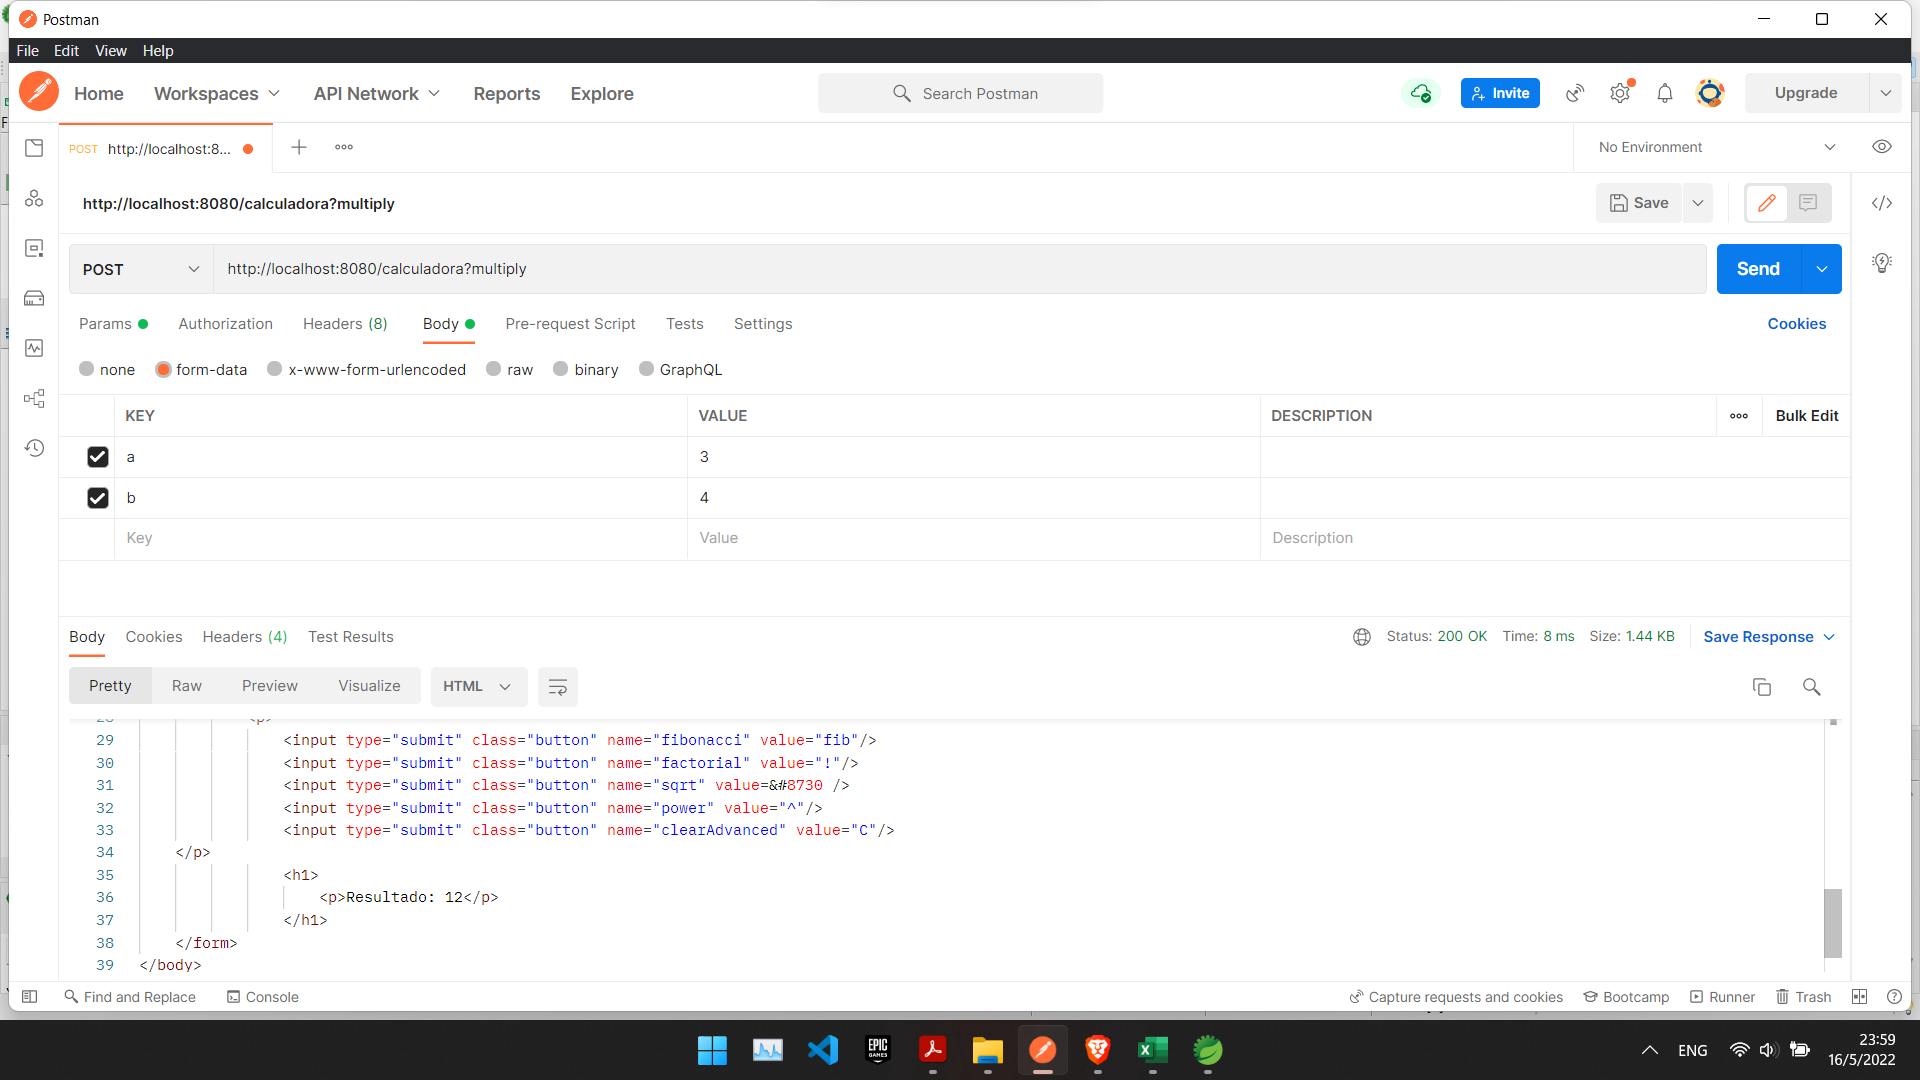 Postman
File Edit View Help
Home Workspaces API Network Reports Explore Search Postman Invite Upgrade
POST http://localhost:8... No Environment
http://localhost:8080/calculadora?multiply Save
POST http://localhost:8080/calculadora?multiply Send
Params Authorization Headers (8) Body Pre-request Script Tests Settings Cookies
none form-data x-www-form-urlencoded raw binary GraphQL
KEY VALUE DESCRIPTION Bulk Edit
a 3
b 4
Key Value Description
Body Cookies Headers (4) Test Results Status: 200 OK Time: 8 ms Size: 1.44 KB Save Response
Pretty Raw Preview Visualize HTML
28 <p>
29 <input type="submit" class="button" name="fibonacci" value="fib"/>
30 <input type="submit" class="button" name="factorial" value="!"/>
31 <input type="submit" class="button" name="sqrt" value=&#8730 />
32 <input type="submit" class="button" name="power" value="^"/>
33 <input type="submit" class="button" name="clearAdvanced" value="C"/>
34 </p>
35 <h1>
36 <p>Resultado: 12</p>
37 </h1>
38 </form>
39 </body>
Find and Replace Console Capture requests and cookies Bootcamp Runner Trash
EPIC GAMES ENG 23:59
16/5/2022